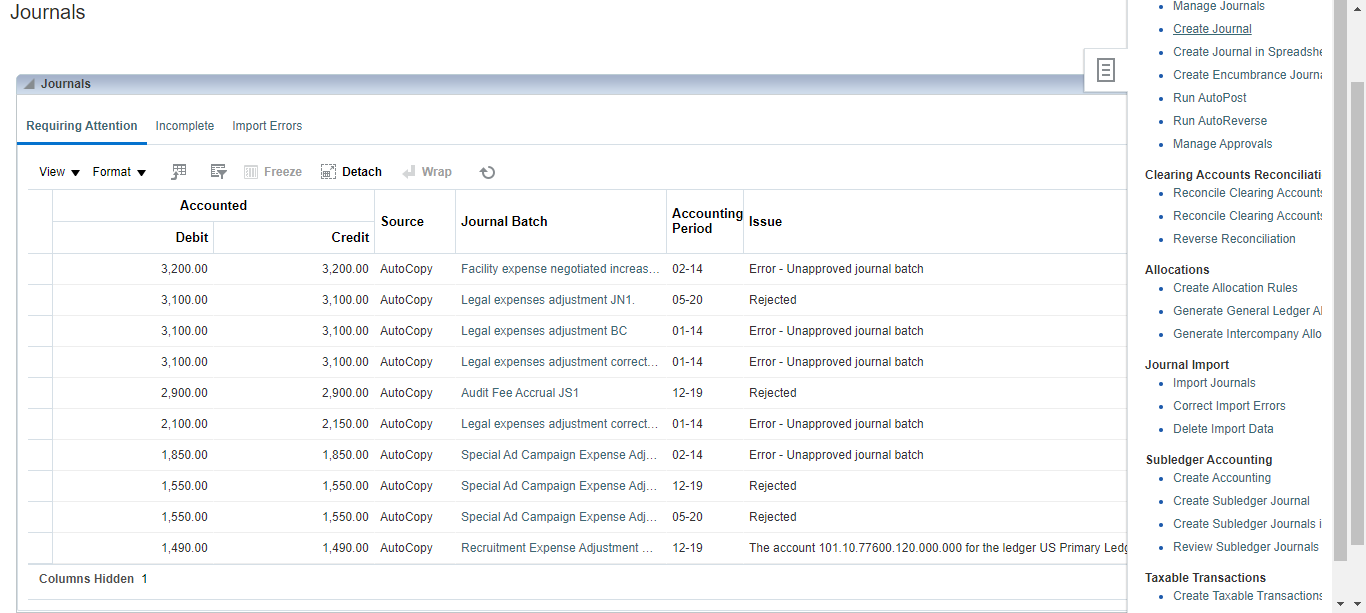 Journals
Journals
Requiring Attention Incomplete Import Errors
View Format Freeze Detach Wrap
Accounted
Debit Credit Source Journal Batch Accounting Period Issue
3,200.00 3,200.00 AutoCopy Facility expense negotiated increas... 02-14 Error - Unapproved journal batch
3,100.00 3,100.00 AutoCopy Legal expenses adjustment JN1. 05-20 Rejected
3,100.00 3,100.00 AutoCopy Legal expenses adjustment BC 01-14 Error - Unapproved journal batch
3,100.00 3,100.00 AutoCopy Legal expenses adjustment correct... 01-14 Error - Unapproved journal batch
2,900.00 2,900.00 AutoCopy Audit Fee Accrual JS1 12-19 Rejected
2,100.00 2,150.00 AutoCopy Legal expenses adjustment correct... 01-14 Error - Unapproved journal batch
1,850.00 1,850.00 AutoCopy Special Ad Campaign Expense Adj... 02-14 Error - Unapproved journal batch
1,550.00 1,550.00 AutoCopy Special Ad Campaign Expense Adj... 12-19 Rejected
1,550.00 1,550.00 AutoCopy Special Ad Campaign Expense Adj... 05-20 Rejected
1,490.00 1,490.00 AutoCopy Recruitment Expense Adjustment ... 12-19 The account 101.10.77600.120.000.000 for the ledger US Primary Ledg
Columns Hidden 1
Manage Journals
Create Journal
Create Journal in Spreadshe
Create Encumbrance Journa
Run AutoPost
Run AutoReverse
Manage Approvals
Clearing Accounts Reconciliati
Reconcile Clearing Accounts
Reconcile Clearing Accounts
Reverse Reconciliation
Allocations
Create Allocation Rules
Generate General Ledger Al
Generate Intercompany Allo
Journal Import
Import Journals
Correct Import Errors
Delete Import Data
Subledger Accounting
Create Accounting
Create Subledger Journal
Create Subledger Journals i
Review Subledger Journals
Taxable Transactions
Create Taxable Transactions